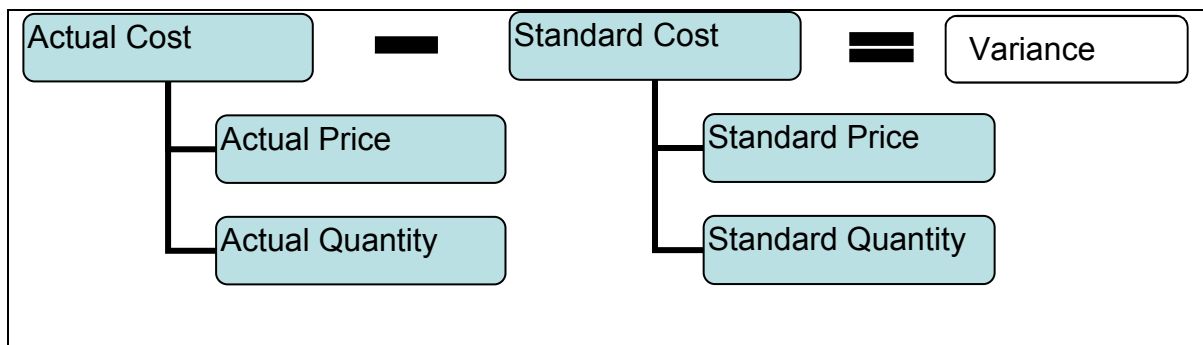 Actual Cost
Standard Cost
Variance
Actual Price
Standard Price
Actual Quantity
Standard Quantity